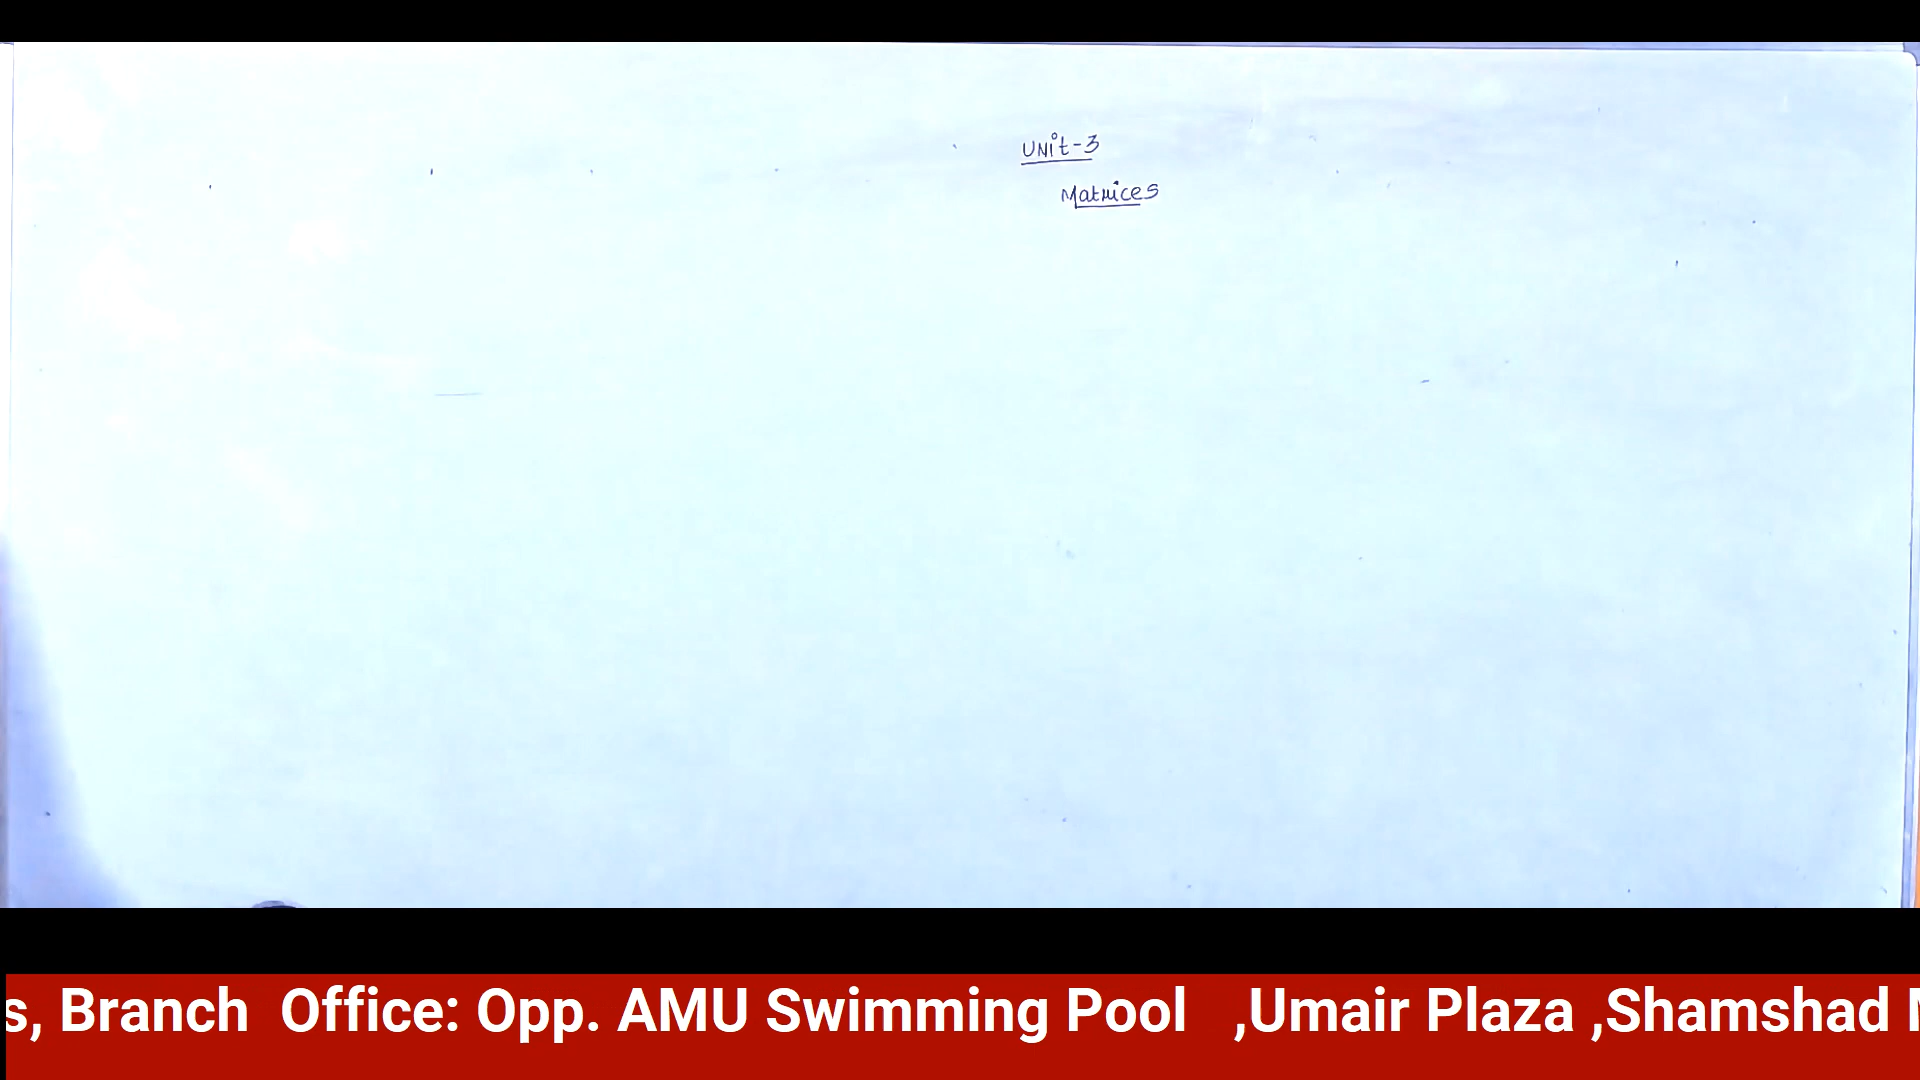 Unit-3
Matrices
s, Branch Office: Opp. AMU Swimming Pool ,Umair Plaza ,Shamshad